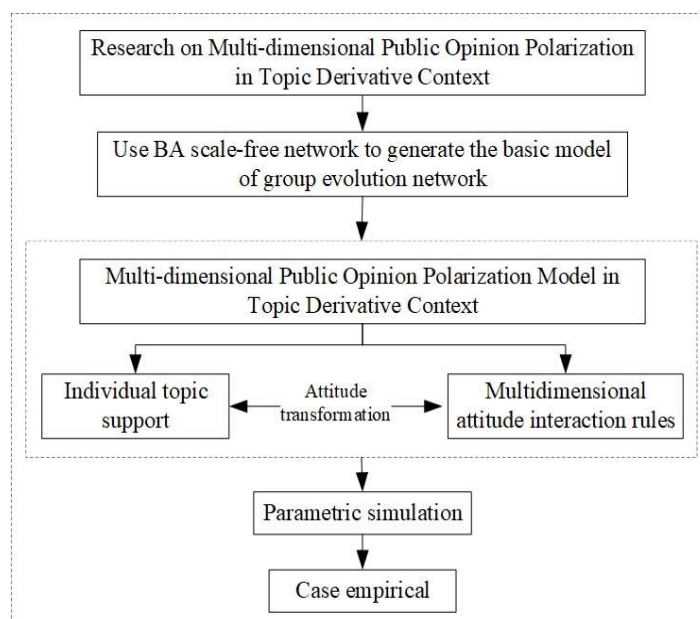 Research on Multi-dimensional Public Opinion Polarization
in Topic Derivative Context
Use BA scale-free network to generate the basic model
of group evolution network
Multi-dimensional Public Opinion Polarization Model in
Topic Derivative Context
Individual topic
support
Attitude
transformation
Multidimensional
attitude interaction rules
Parametric simulation
Case empirical